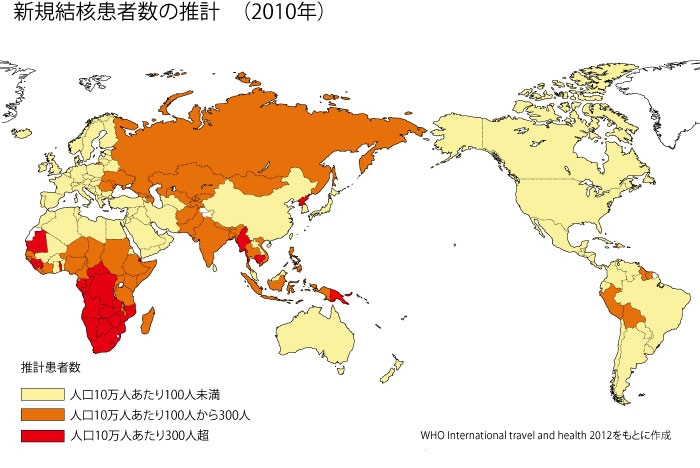 新規結核患者数の推計　（2010年）
推計患者数
人口10万人あたり100人未満
人口10万人あたり100人から300人
人口10万人あたり300人超
WHO International travel and health 2012をもとに作成